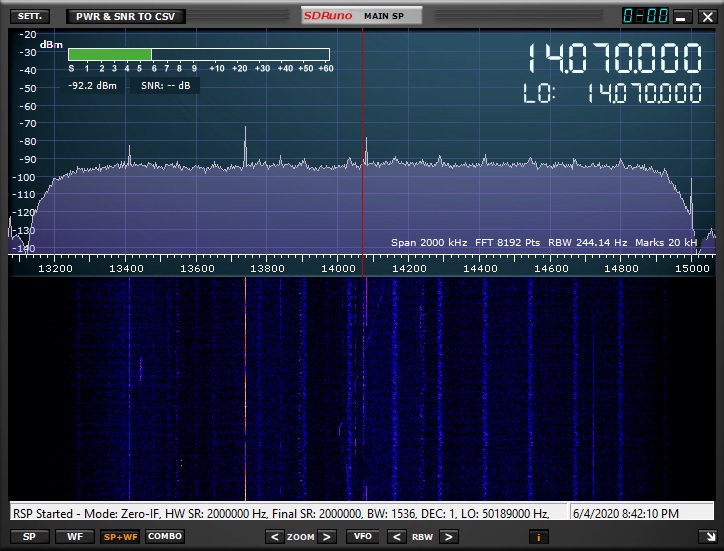 SETT. PWR & SNR TO CSV SDRuno MAIN SP 0-00
-20
dBm
-30
S 1 2 3 4 5 6 7 8 9 +10 +20 +30 +40 +50 +60
-40
14.070.000
-50
-92.2 dBm SNR: -- dB
LO: 14.070.000
-60
-70
-80
-90
-100
-110
-120
-130
-140
Span 2000 kHz FFT 8192 Pts RBW 244.14 Hz Marks 20 kH
13200 13400 13600 13800 14000 14200 14400 14600 14800 15000
RSP Started - Mode: Zero-IF, HW SR: 2000000 Hz, Final SR: 2000000, BW: 1536, DEC: 1, LO: 50189000 Hz, 6/4/2020 8:42:10 PM
SP WF SP+WF COMBO < ZOOM > VFO < RBW > i